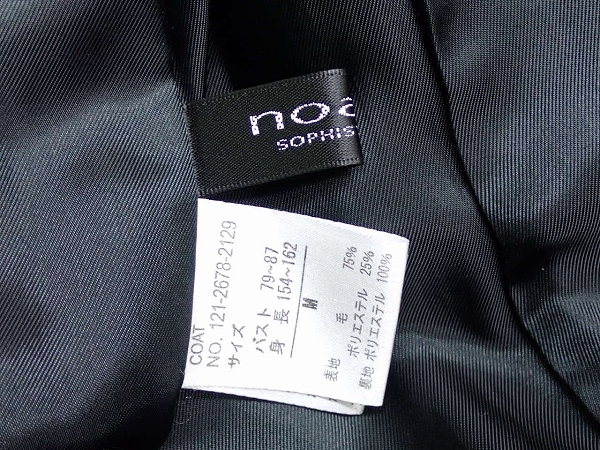 noa
SOPHIS
COAT
NO. 121-2678-2129
サイズ
バスト 79~87
身長 154~162
M
表地 毛 75%
ポリエステル 25%
裏地 ポリエステル 100%